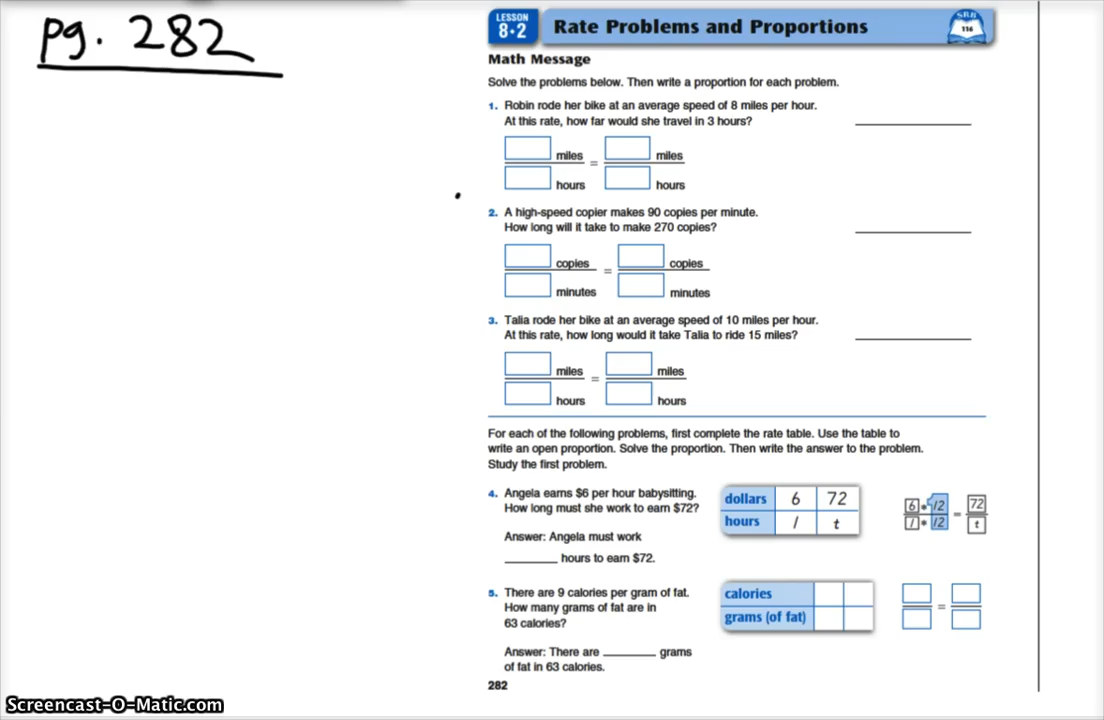 pg. 282
LESSON
8•2
Rate Problems and Proportions
SRB
116
Math Message
Solve the problems below. Then write a proportion for each problem.
1. Robin rode her bike at an average speed of 8 miles per hour.
At this rate, how far would she travel in 3 hours?
miles = miles
hours hours
2. A high-speed copier makes 90 copies per minute.
How long will it take to make 270 copies?
copies = copies
minutes minutes
3. Talia rode her bike at an average speed of 10 miles per hour.
At this rate, how long would it take Talia to ride 15 miles?
miles = miles
hours hours
For each of the following problems, first complete the rate table. Use the table to
write an open proportion. Solve the proportion. Then write the answer to the problem.
Study the first problem.
4. Angela earns $6 per hour babysitting.
How long must she work to earn $72?
Answer: Angela must work
________ hours to earn $72.
dollars 6 72
hours 1 t
6 * 12 = 72
1 * 12 t
5. There are 9 calories per gram of fat.
How many grams of fat are in
63 calories?
Answer: There are ________ grams
of fat in 63 calories.
calories
grams (of fat)
=
282
Screencast-O-Matic.com